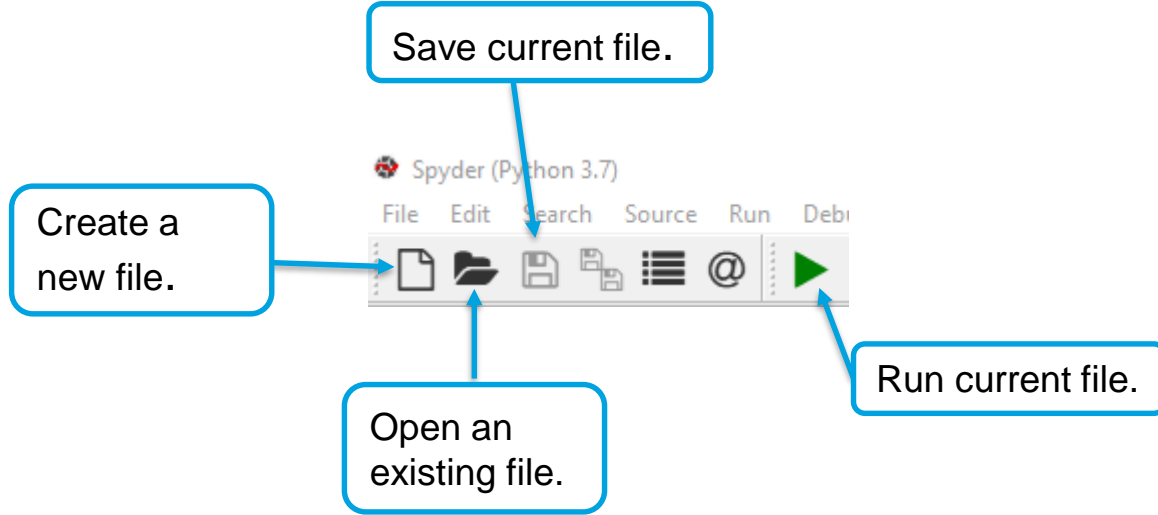 Save current file.
Spyder (Python 3.7)
File Edit Search Source Run Debu
Create a
new file.
@
Run current file.
Open an
existing file.